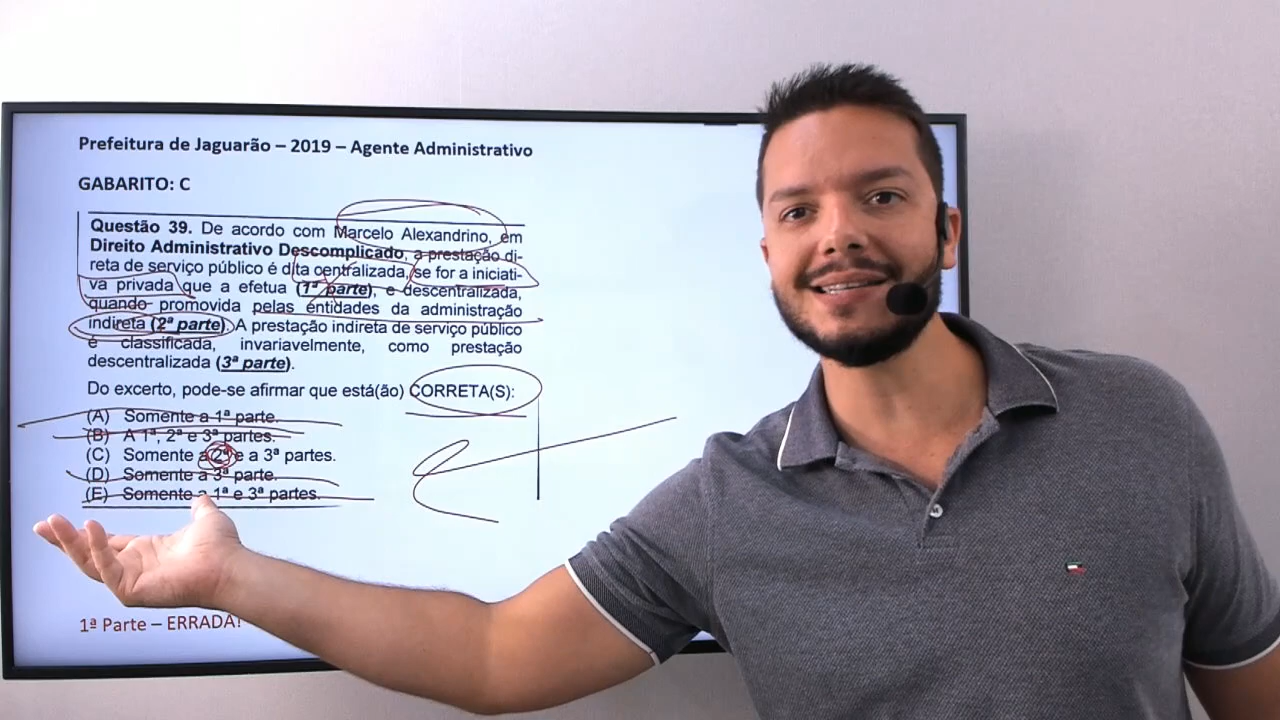 Prefeitura de Jaguarão – 2019 – Agente Administrativo
GABARITO: C
Questão 39. De acordo com Marcelo Alexandrino, em
Direito Administrativo Descomplicado, a prestação di-
reta de serviço público é dita centralizada, se for a iniciati-
va privada que a efetua (1ª parte), e descentralizada,
quando promovida pelas entidades da administração
indireta (2ª parte). A prestação indireta de serviço público
é classificada, invariavelmente, como prestação
descentralizada (3ª parte).
Do excerto, pode-se afirmar que está(ão) CORRETA(S):
(A) Somente a 1ª parte.
(B) A 1ª, 2ª e 3ª partes.
(C) Somente a 2ª e a 3ª partes.
(D) Somente a 3ª parte.
(E) Somente a 1ª e 3ª partes.
1ª Parte – ERRADA!